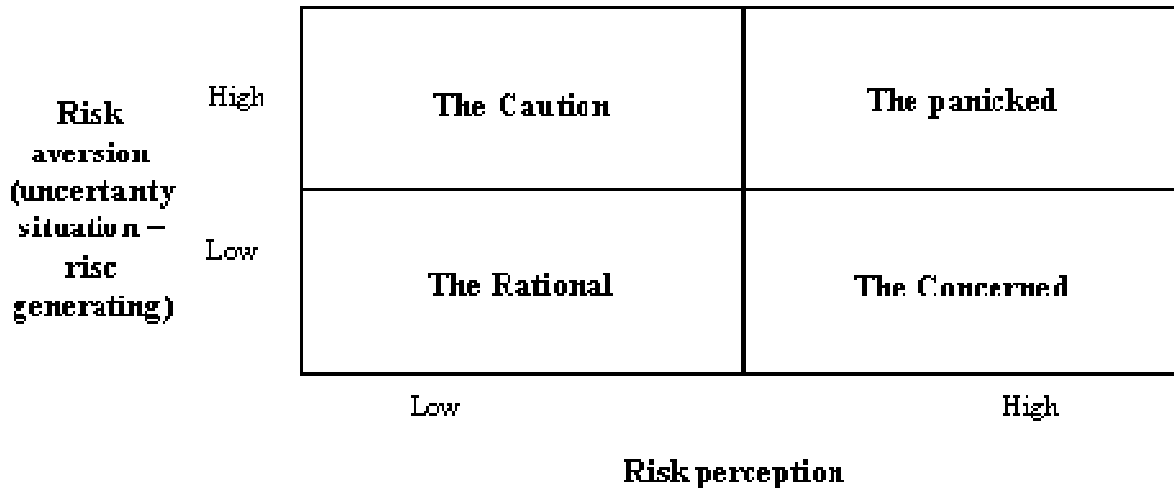 High
The Caution
The panicked
Risk
aversion
(uncertanty
situation –
risc
generating)
Low
The Rational
The Concerned
Low
High
Risk perception